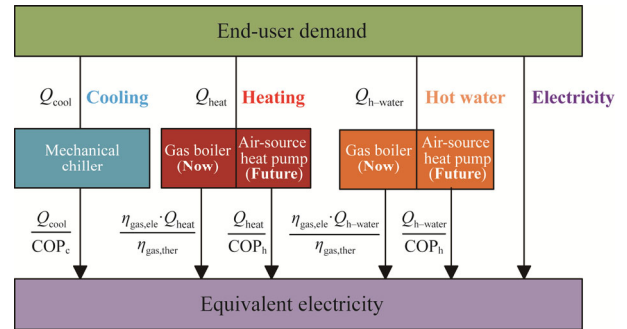 End-user demand
Q_cool Cooling Q_heat Heating Q_h–water Hot water Electricity
Mechanical
chiller
Gas boiler
(Now)
Air-source
heat pump
(Future)
Gas boiler
(Now)
Air-source
heat pump
(Future)
Q_cool
COP_c
η_gas,ele · Q_heat
η_gas,ther
Q_heat
COP_h
η_gas,ele · Q_h–water
η_gas,ther
Q_h–water
COP_h
Equivalent electricity